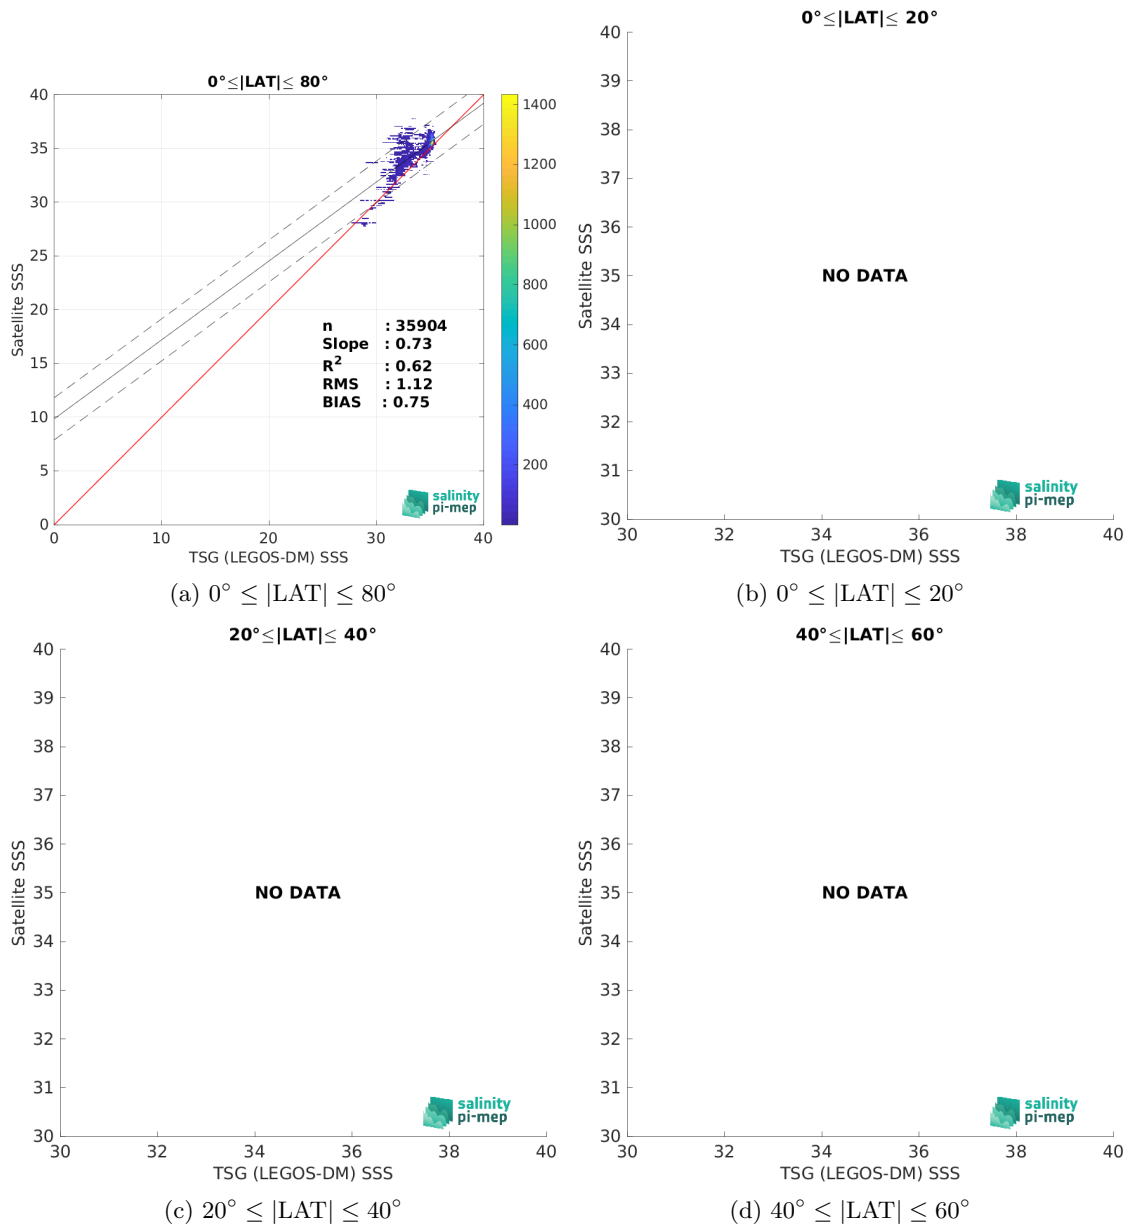 0°≤|LAT|≤ 80°
40
35
30
25
20
15
10
5
0
0
10
20
30
40
Satellite SSS
TSG (LEGOS-DM) SSS
n : 35904
Slope : 0.73
R² : 0.62
RMS : 1.12
BIAS : 0.75
1400
1200
1000
800
600
400
200
salinity
pi-mep
(a) 0° ≤ |LAT| ≤ 80°
0°≤|LAT|≤ 20°
40
39
38
37
36
35
34
33
32
31
30
30
32
34
36
38
40
Satellite SSS
NO DATA
TSG (LEGOS-DM) SSS
salinity
pi-mep
(b) 0° ≤ |LAT| ≤ 20°
20°≤|LAT|≤ 40°
40
39
38
37
36
35
34
33
32
31
30
30
32
34
36
38
40
Satellite SSS
NO DATA
TSG (LEGOS-DM) SSS
salinity
pi-mep
(c) 20° ≤ |LAT| ≤ 40°
40°≤|LAT|≤ 60°
40
39
38
37
36
35
34
33
32
31
30
30
32
34
36
38
40
Satellite SSS
NO DATA
TSG (LEGOS-DM) SSS
salinity
pi-mep
(d) 40° ≤ |LAT| ≤ 60°